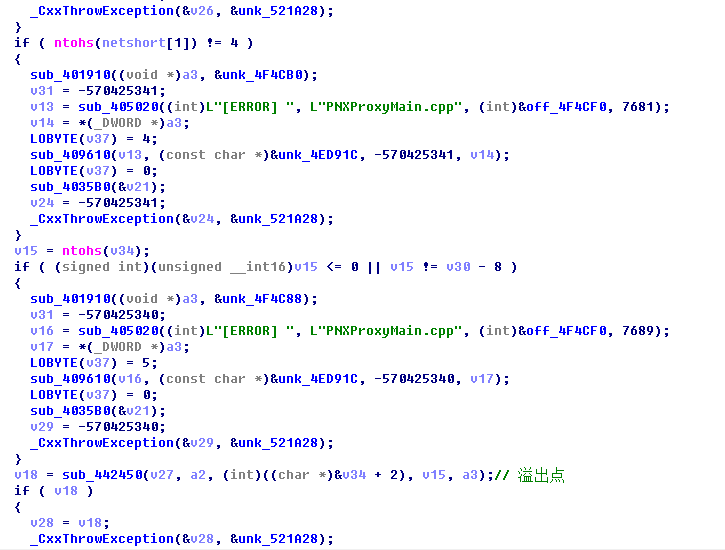 _CxxThrowException(&v26, &unk_521A28);
}
if ( ntohs(netshort[1]) != 4 )
{
sub_401910((void *)a3, &unk_4F4CB0);
v31 = -570425341;
v13 = sub_405020((int)L"[ERROR] ", L"PNXProxyMain.cpp", (int)&off_4F4CF0, 7681);
v14 = *(_DWORD *)a3;
LOBYTE(v37) = 4;
sub_409610(v13, (const char *)&unk_4ED91C, -570425341, v14);
LOBYTE(v37) = 0;
sub_4035B0(&v21);
v24 = -570425341;
_CxxThrowException(&v24, &unk_521A28);
}
v15 = ntohs(v34);
if ( (signed int)(unsigned __int16)v15 <= 0 || v15 != v30 - 8 )
{
sub_401910((void *)a3, &unk_4F4C88);
v31 = -570425340;
v16 = sub_405020((int)L"[ERROR] ", L"PNXProxyMain.cpp", (int)&off_4F4CF0, 7689);
v17 = *(_DWORD *)a3;
LOBYTE(v37) = 5;
sub_409610(v16, (const char *)&unk_4ED91C, -570425340, v17);
LOBYTE(v37) = 0;
sub_4035B0(&v21);
v29 = -570425340;
_CxxThrowException(&v29, &unk_521A28);
}
v18 = sub_442450(v27, a2, (int)((char *)&v34 + 2), v15, a3);// 溢出点
if ( v18 )
{
v28 = v18;
_CxxThrowException(&v28, &unk_521A28);